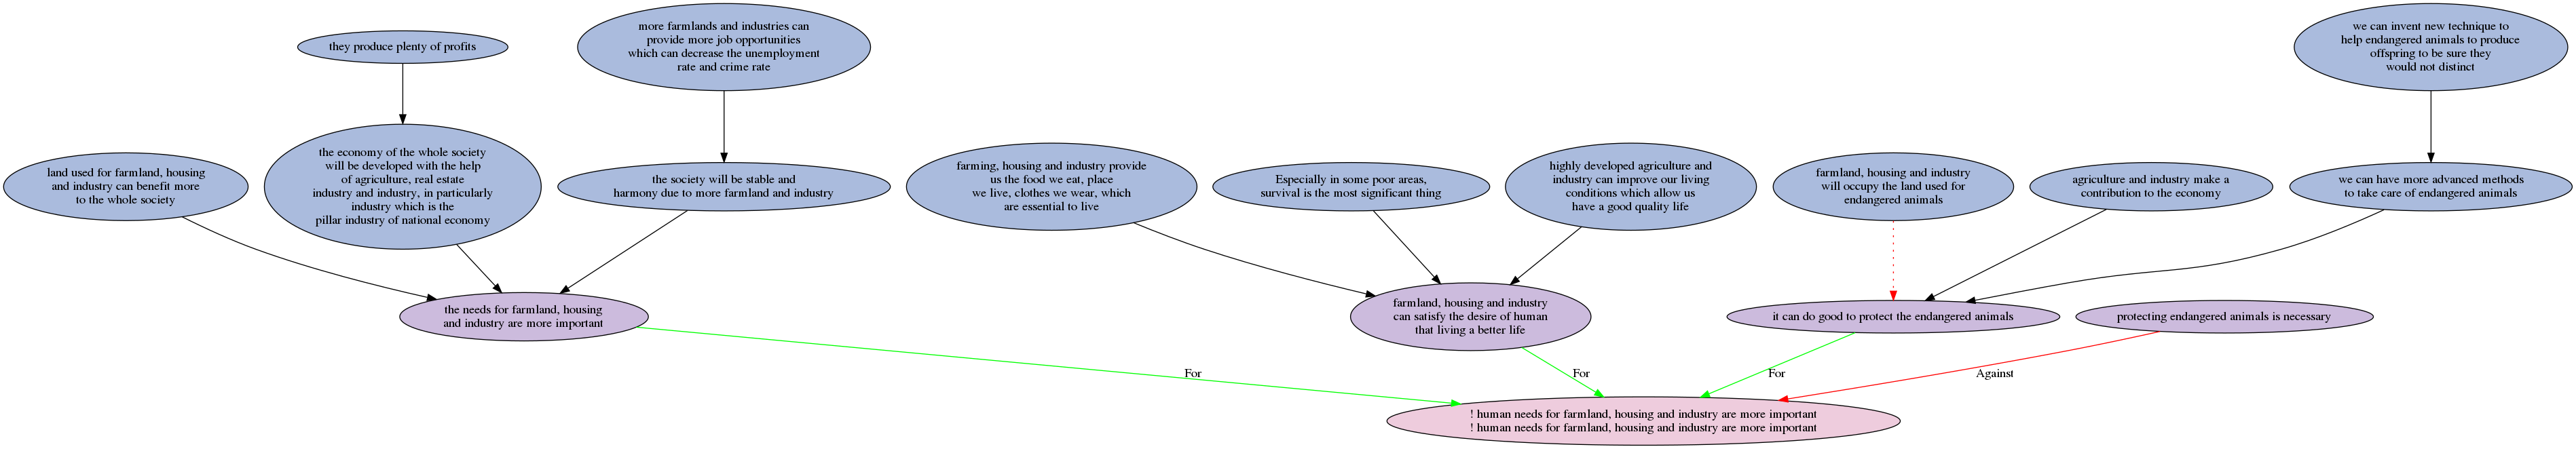 they produce plenty of profits
more farmlands and industries can
provide more job opportunities
which can decrease the unemployment
rate and crime rate
we can invent new technique to
help endangered animals to produce
offspring to be sure they
would not distinct
land used for farmland, housing
and industry can benefit more
to the whole society
the economy of the whole society
will be developed with the help
of agriculture, real estate
industry and industry, in particularly
industry which is the
pillar industry of national economy
the society will be stable and
harmony due to more farmland and industry
farming, housing and industry provide
us the food we eat, place
we live, clothes we wear, which
are essential to live
Especially in some poor areas,
survival is the most significant thing
highly developed agriculture and
industry can improve our living
conditions which allow us
have a good quality life
farmland, housing and industry
will occupy the land used for
endangered animals
agriculture and industry make a
contribution to the economy
we can have more advanced methods
to take care of endangered animals
the needs for farmland, housing
and industry are more important
farmland, housing and industry
can satisfy the desire of human
that living a better life
it can do good to protect the endangered animals
protecting endangered animals is necessary
For
For
For
Against
! human needs for farmland, housing and industry are more important
! human needs for farmland, housing and industry are more important